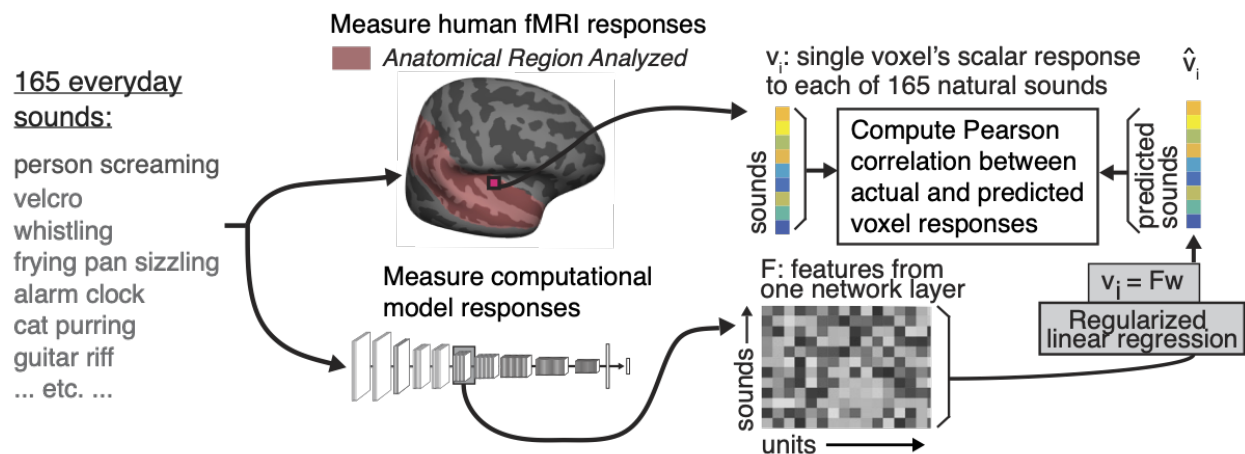 165 everyday
sounds:
person screaming
velcro
whistling
frying pan sizzling
alarm clock
cat purring
guitar riff
... etc. ...
Measure human fMRI responses
Anatomical Region Analyzed
Measure computational
model responses
vi: single voxel's scalar response
to each of 165 natural sounds
v̂i
sounds
Compute Pearson
correlation between
actual and predicted
voxel responses
predicted
sounds
F: features from
one network layer
sounds
units
vi = Fw
Regularized
linear regression